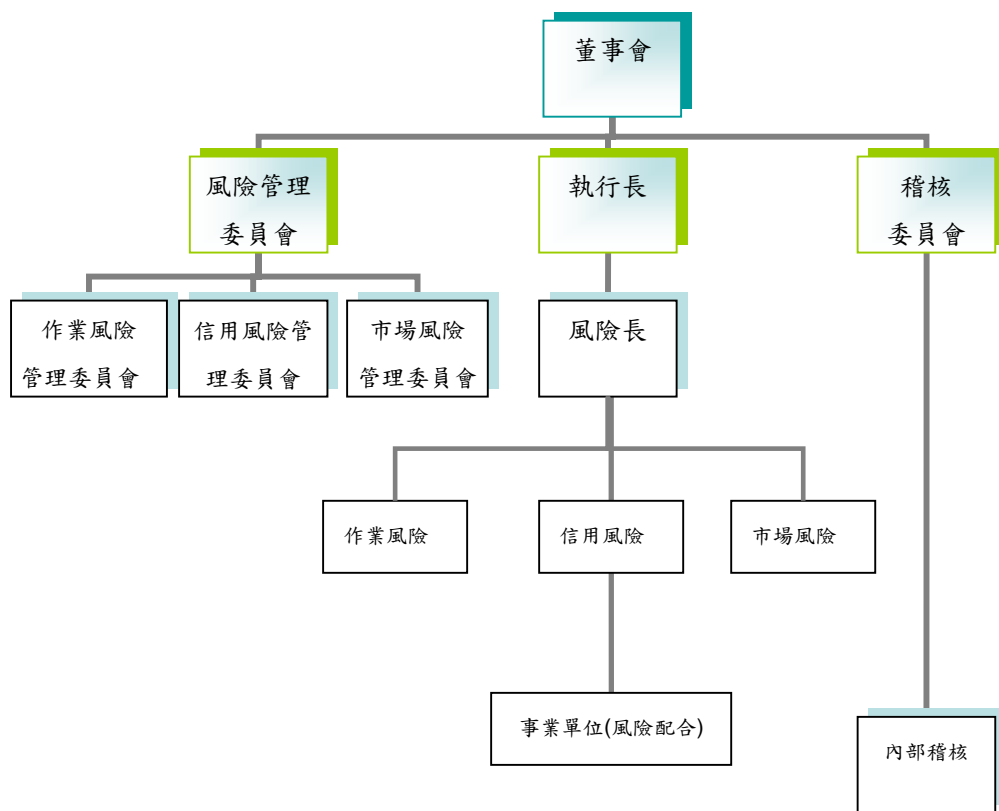 董事會
風險管理
委員會
執行長
稽核
委員會
作業風險
管理委員會
信用風險管
理委員會
市場風險
管理委員會
風險長
作業風險
信用風險
市場風險
事業單位(風險配合)
內部稽核